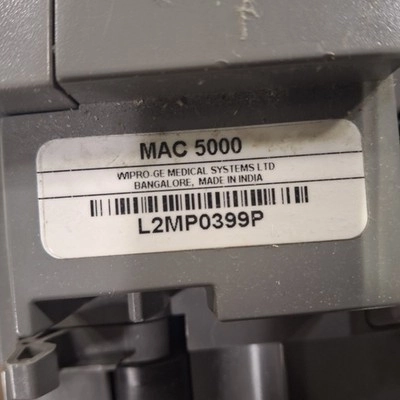 MAC 5000
WIPRO-GE MEDICAL SYSTEMS LTD
BANGALORE, MADE IN INDIA
L2MP0399P